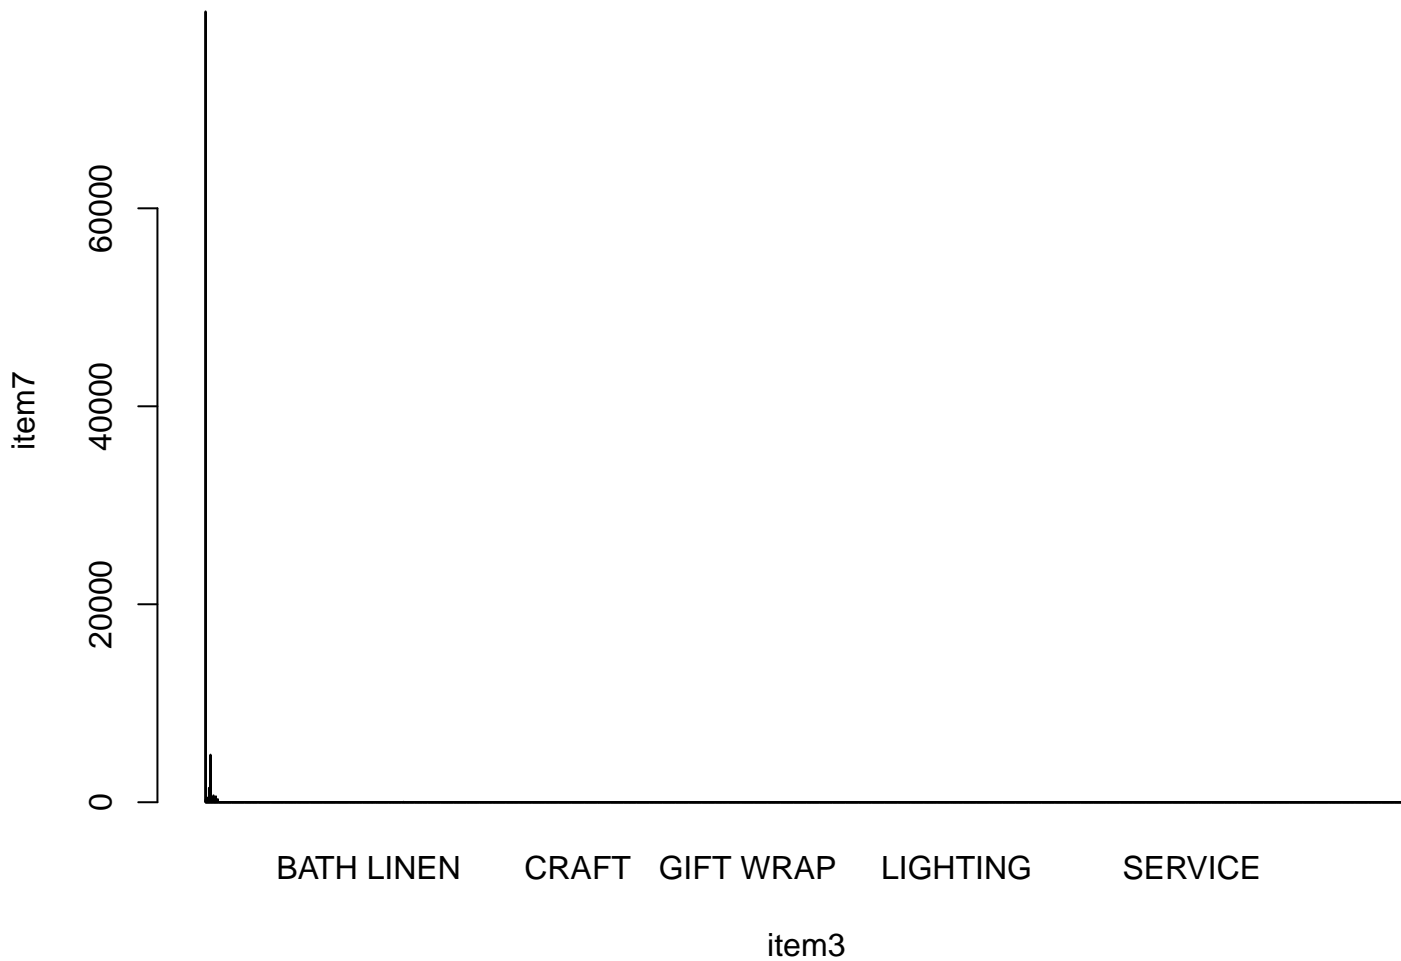 60000
40000
20000
0
item7
BATH LINEN CRAFT GIFT WRAP LIGHTING SERVICE
item3